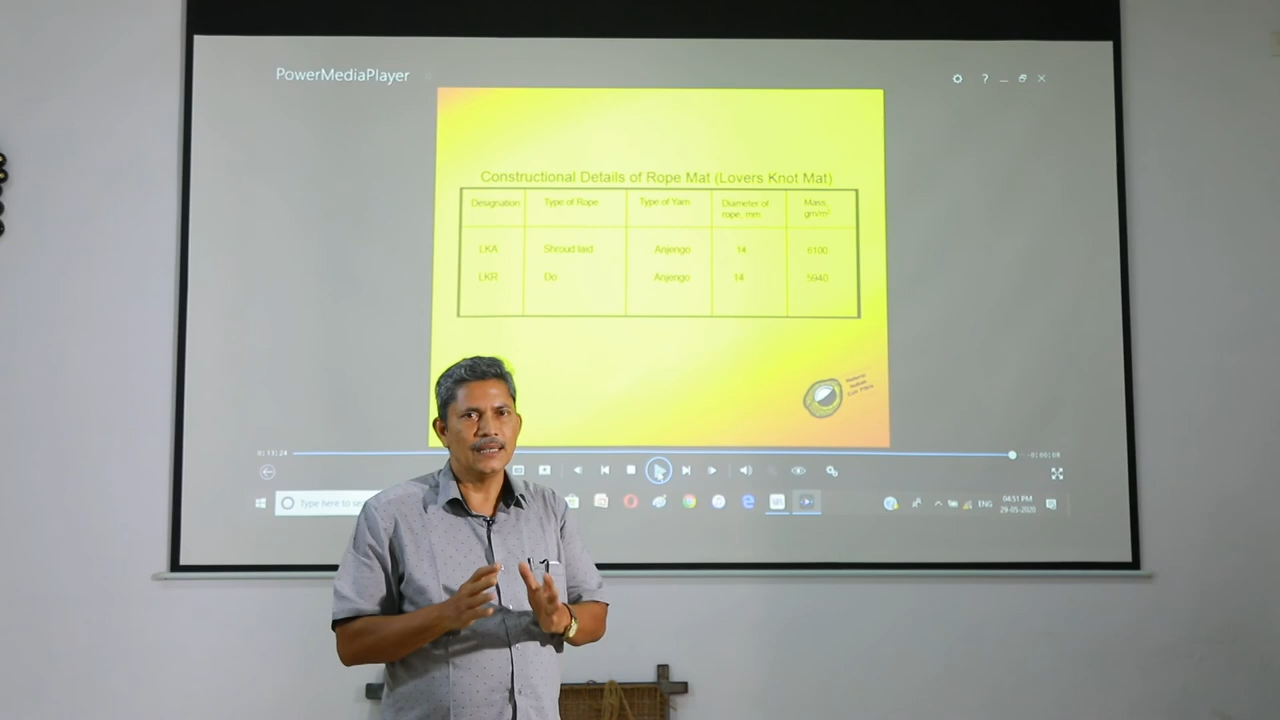 PowerMediaPlayer
?
Constructional Details of Rope Mat (Lovers Knot Mat)
Designation Type of Rope Type of Yarn Diameter of rope, mm Mass, gm/m²
LKA Shroud laid Anjengo 14 6100
LKR Do Anjengo 14 5940
Type here to se
ENG
04:51 PM
29-05-2020